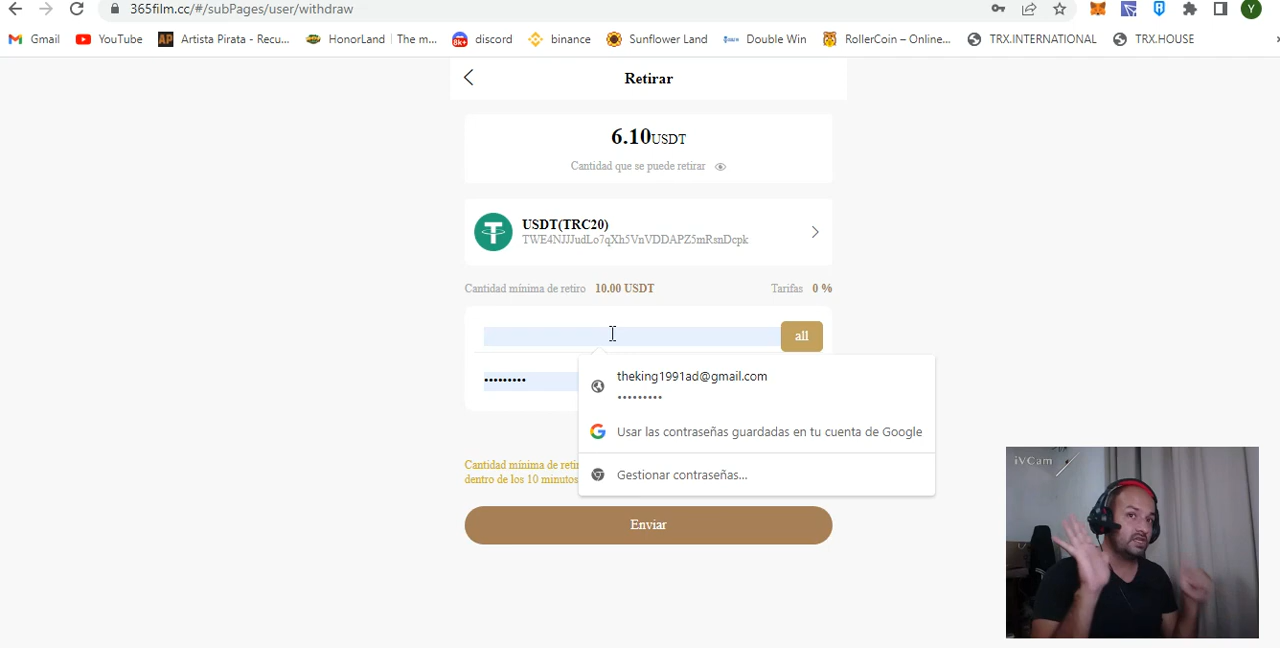 365film.cc/#/subPages/user/withdraw
Y
Gmail
YouTube
AP
Artista Pirata - Recu...
HonorLand | The m...
8K+
discord
binance
Sunflower Land
Double Win
RollerCoin – Online...
TRX.INTERNATIONAL
TRX.HOUSE
Retirar
6.10USDT
Cantidad que se puede retirar
USDT(TRC20)
TWE4NJJJudLo7qXh5VnVDDAPZ5mRsnDcpk
Cantidad mínima de retiro 10.00 USDT
Tarifas 0 %
all
theking1991ad@gmail.com
Usar las contraseñas guardadas en tu cuenta de Google
Gestionar contraseñas...
Cantidad mínima de retir
dentro de los 10 minutos
Enviar
iVCam